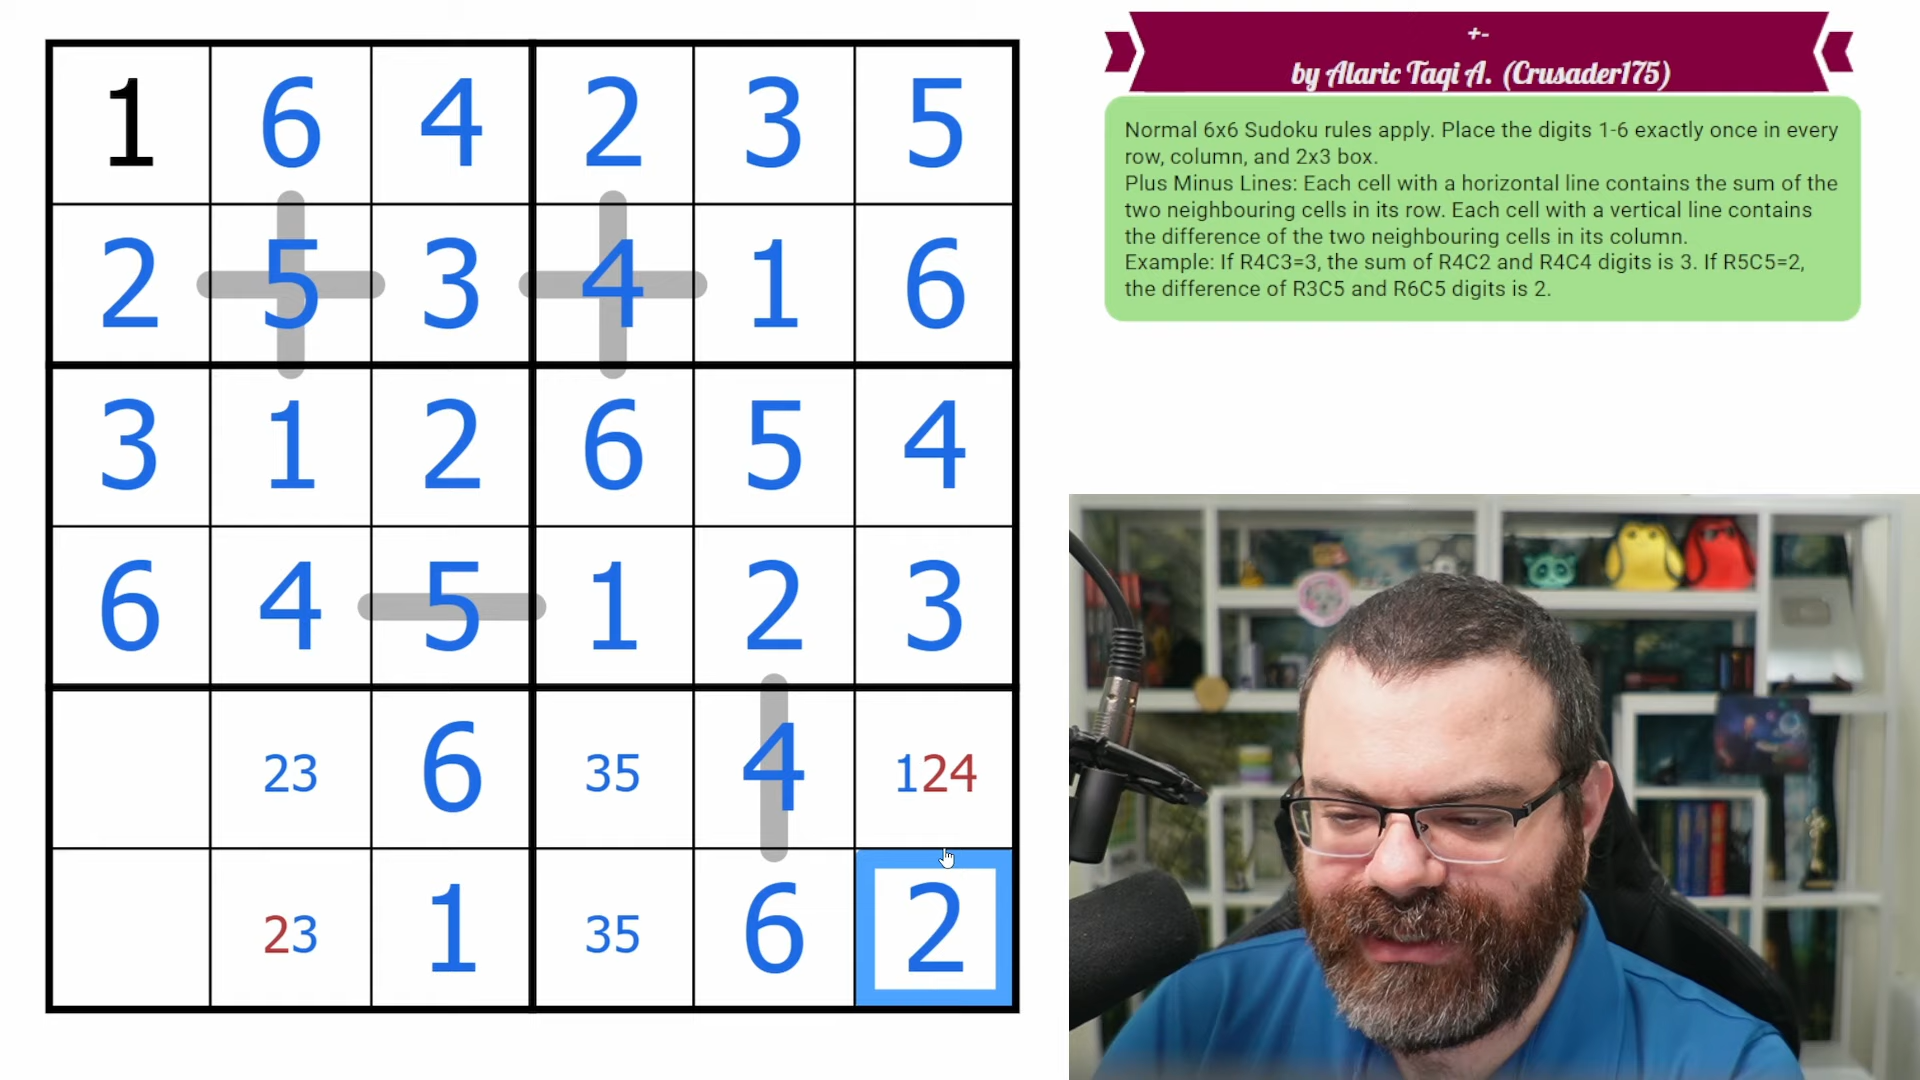 +-
by Alaric Taqi A. (Crusader175)
Normal 6x6 Sudoku rules apply. Place the digits 1-6 exactly once in every
row, column, and 2x3 box.
Plus Minus Lines: Each cell with a horizontal line contains the sum of the
two neighbouring cells in its row. Each cell with a vertical line contains
the difference of the two neighbouring cells in its column.
Example: If R4C3=3, the sum of R4C2 and R4C4 digits is 3. If R5C5=2,
the difference of R3C5 and R6C5 digits is 2.
1 6 4 2 3 5
2 5 3 4 1 6
3 1 2 6 5 4
6 4 5 1 2 3
23 6 35 4 124
23 1 35 6 2